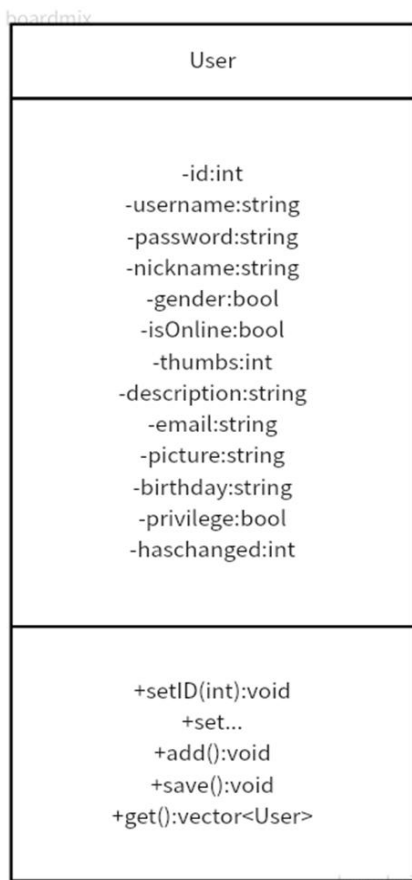 boardmix
User
-id:int
-username:string
-password:string
-nickname:string
-gender:bool
-isOnline:bool
-thumbs:int
-description:string
-email:string
-picture:string
-birthday:string
-privilege:bool
-haschanged:int
+setID(int):void
+set...
+add():void
+save():void
+get():vector<User>